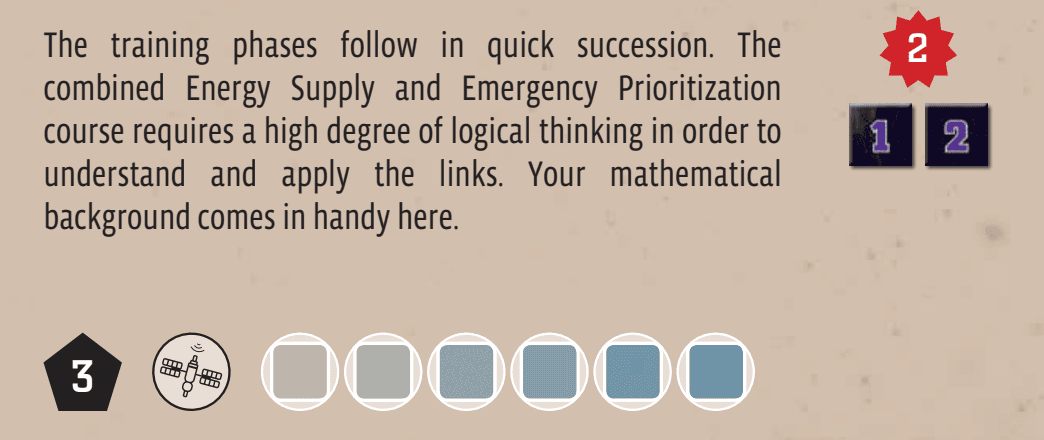 The training phases follow in quick succession. The
combined Energy Supply and Emergency Prioritization
course requires a high degree of logical thinking in order to
understand and apply the links. Your mathematical
background comes in handy here.
2
1 2
3